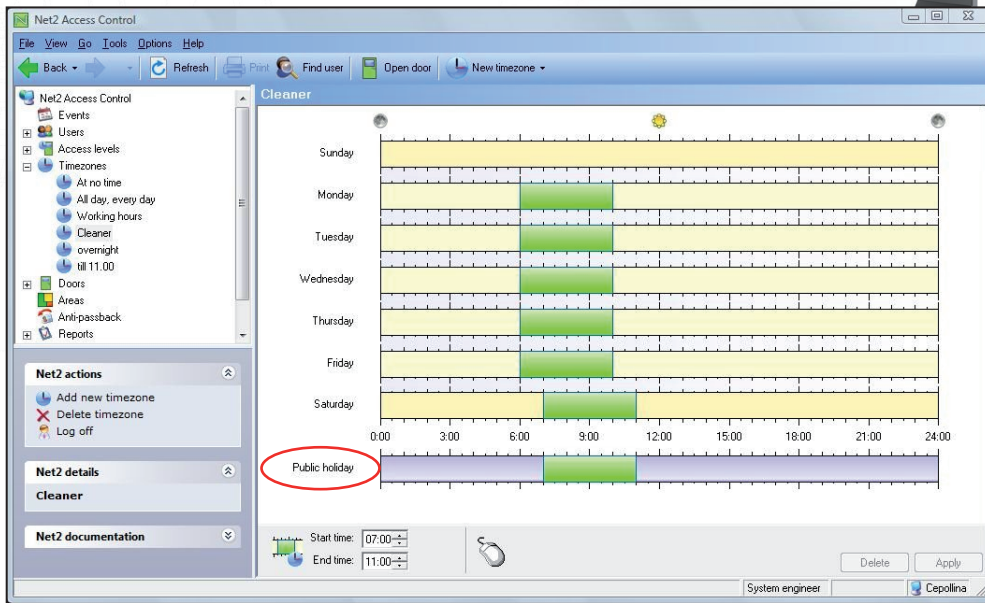 Net2 Access Control
File View Go Tools Options Help
Back Refresh Print Find user Open door New timezone
Net2 Access Control
Events
Users
Access levels
Timezones
At no time
All day, every day
Working hours
Cleaner
overnight
till 11.00
Doors
Areas
Anti-passback
Reports
Net2 actions
Add new timezone
Delete timezone
Log off
Net2 details
Cleaner
Net2 documentation
Cleaner
Sunday
Monday
Tuesday
Wednesday
Thursday
Friday
Saturday
0:00 3:00 6:00 9:00 12:00 15:00 18:00 21:00 24:00
Public holiday
Start time: 07:00
End time: 11:00
Delete Apply
System engineer Cepollina